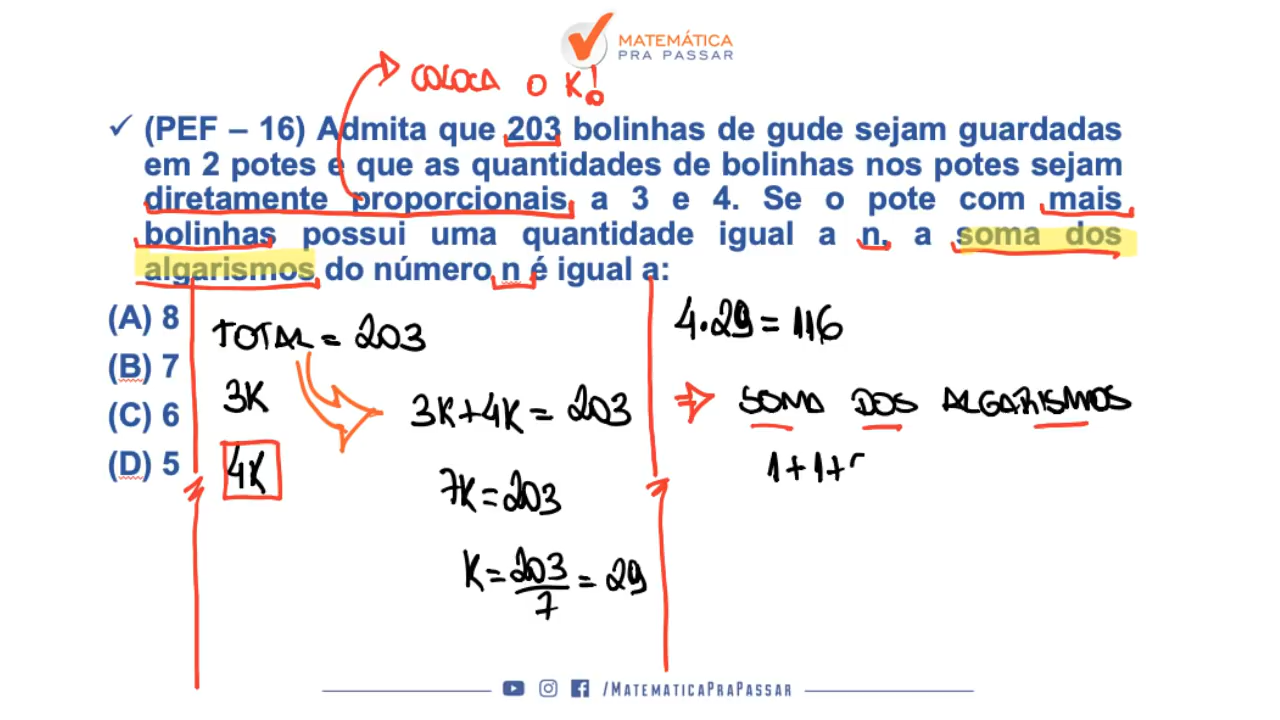 MATEMÁTICA
PRA PASSAR
COLOCA O K!
✓ (PEF – 16) Admita que 203 bolinhas de gude sejam guardadas
em 2 potes e que as quantidades de bolinhas nos potes sejam
diretamente proporcionais a 3 e 4. Se o pote com mais
bolinhas possui uma quantidade igual a n, a soma dos
algarismos do número n é igual a:
(A) 8
(B) 7
(C) 6
(D) 5
TOTAL = 203
3K
4K
3K+4K = 203
7K = 203
K = 203/7 = 29
4.29 = 116
⇒ SOMA DOS ALGARISMOS
1+1+
/MATEMATICAPRAPASSAR